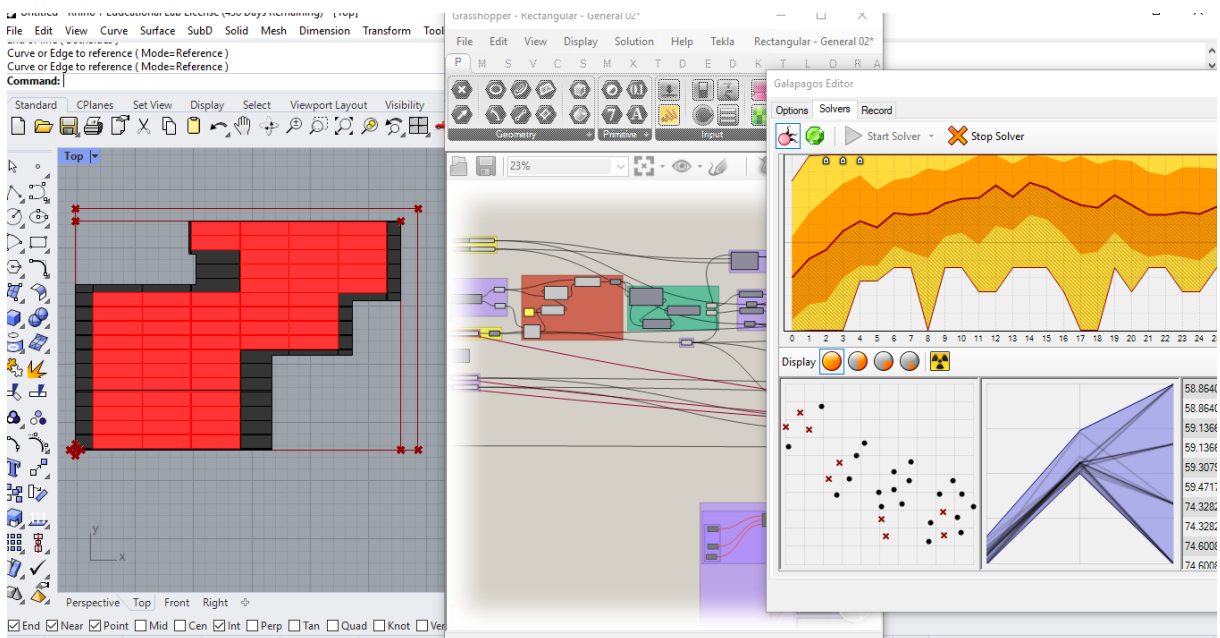 Untitled - Rhino 7 Educational Lab License (450 Days Remaining) - [Top]
File Edit View Curve Surface SubD Solid Mesh Dimension Transform Tool
Curve or Edge to reference ( Mode=Reference )
Curve or Edge to reference ( Mode=Reference )
Command:
Standard CPlanes Set View Display Select Viewport Layout Visibility
Top
y
x
Perspective Top Front Right
End Near Point Mid Cen Int Perp Tan Quad Knot Ver
Grasshopper - Rectangular - General 02*
File Edit View Display Solution Help Tekla Rectangular - General 02*
P M S V C S M X T D E D K T L O R A
Geometry Primitive Input
23%
Galapagos Editor
Options Solvers Record
Start Solver Stop Solver
0 1 2 3 4 5 6 7 8 9 10 11 12 13 14 15 16 17 18 19 20 21 22 23 24
Display
58.8640
58.8640
59.1366
59.1366
59.3079
59.4717
74.3282
74.3282
74.6008
74.6008